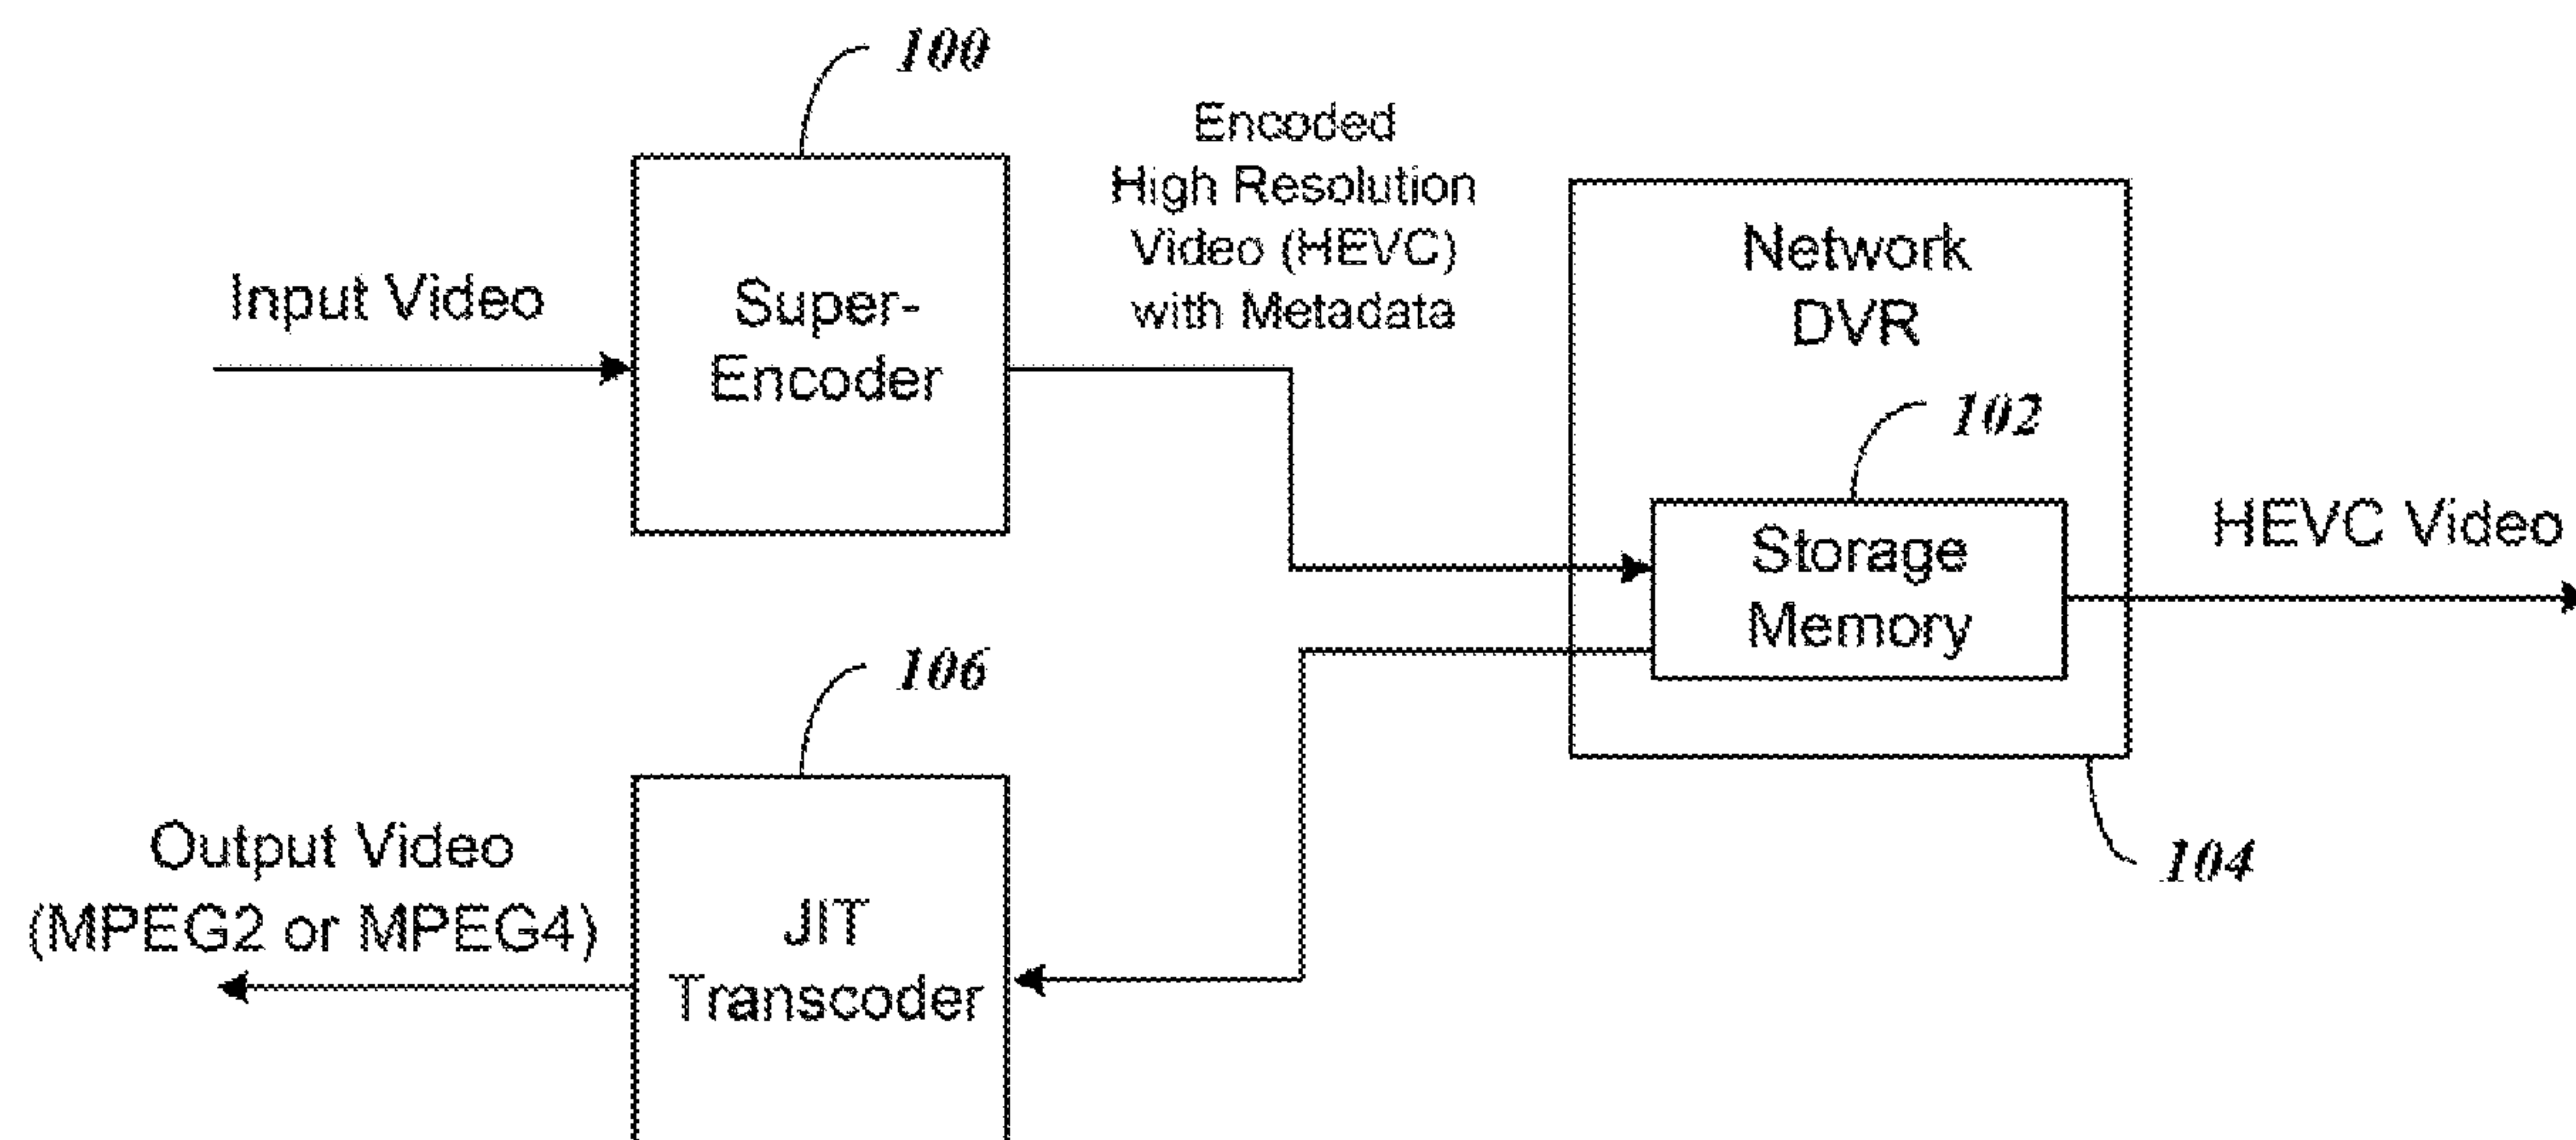 100
Encoded
High Resolution
Video (HEVC)
with Metadata
Input Video
Super-
Encoder
Network
DVR
102
Storage
Memory
HEVC Video
106
104
Output Video
(MPEG2 or MPEG4)
JIT
Transcoder